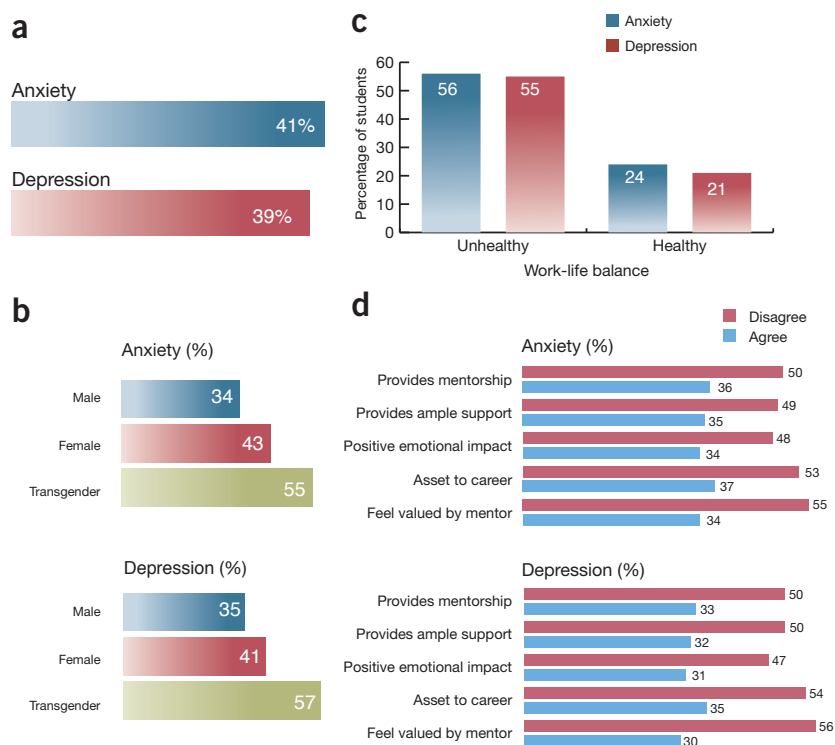 a
Anxiety
41%
Depression
39%
b
Anxiety (%)
Male
34
Female
43
Transgender
55
Depression (%)
Male
35
Female
41
Transgender
57
c
Anxiety
Depression
Percentage of students
60
50
40
30
20
10
0
56
55
24
21
Unhealthy
Healthy
Work-life balance
d
Disagree
Agree
Anxiety (%)
Provides mentorship
50
36
Provides ample support
49
35
Positive emotional impact
48
34
Asset to career
53
37
Feel valued by mentor
55
34
Depression (%)
Provides mentorship
50
33
Provides ample support
50
32
Positive emotional impact
47
31
Asset to career
54
35
Feel valued by mentor
56
30